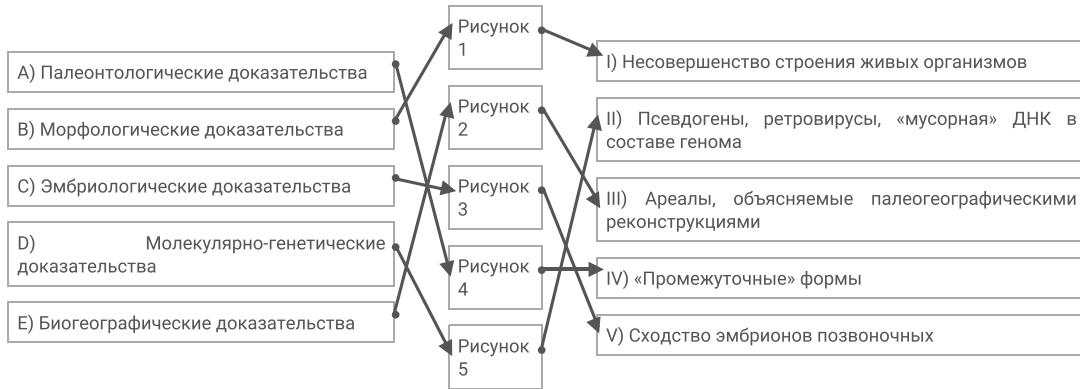 A) Палеонтологические доказательства
B) Морфологические доказательства
C) Эмбриологические доказательства
D) Молекулярно-генетические
доказательства
E) Биогеографические доказательства
Рисунок
1
Рисунок
2
Рисунок
3
Рисунок
4
Рисунок
5
I) Несовершенство строения живых организмов
II) Псевдогены, ретровирусы, «мусорная» ДНК в
составе генома
III) Ареалы, объясняемые палеогеографическими
реконструкциями
IV) «Промежуточные» формы
V) Сходство эмбрионов позвоночных